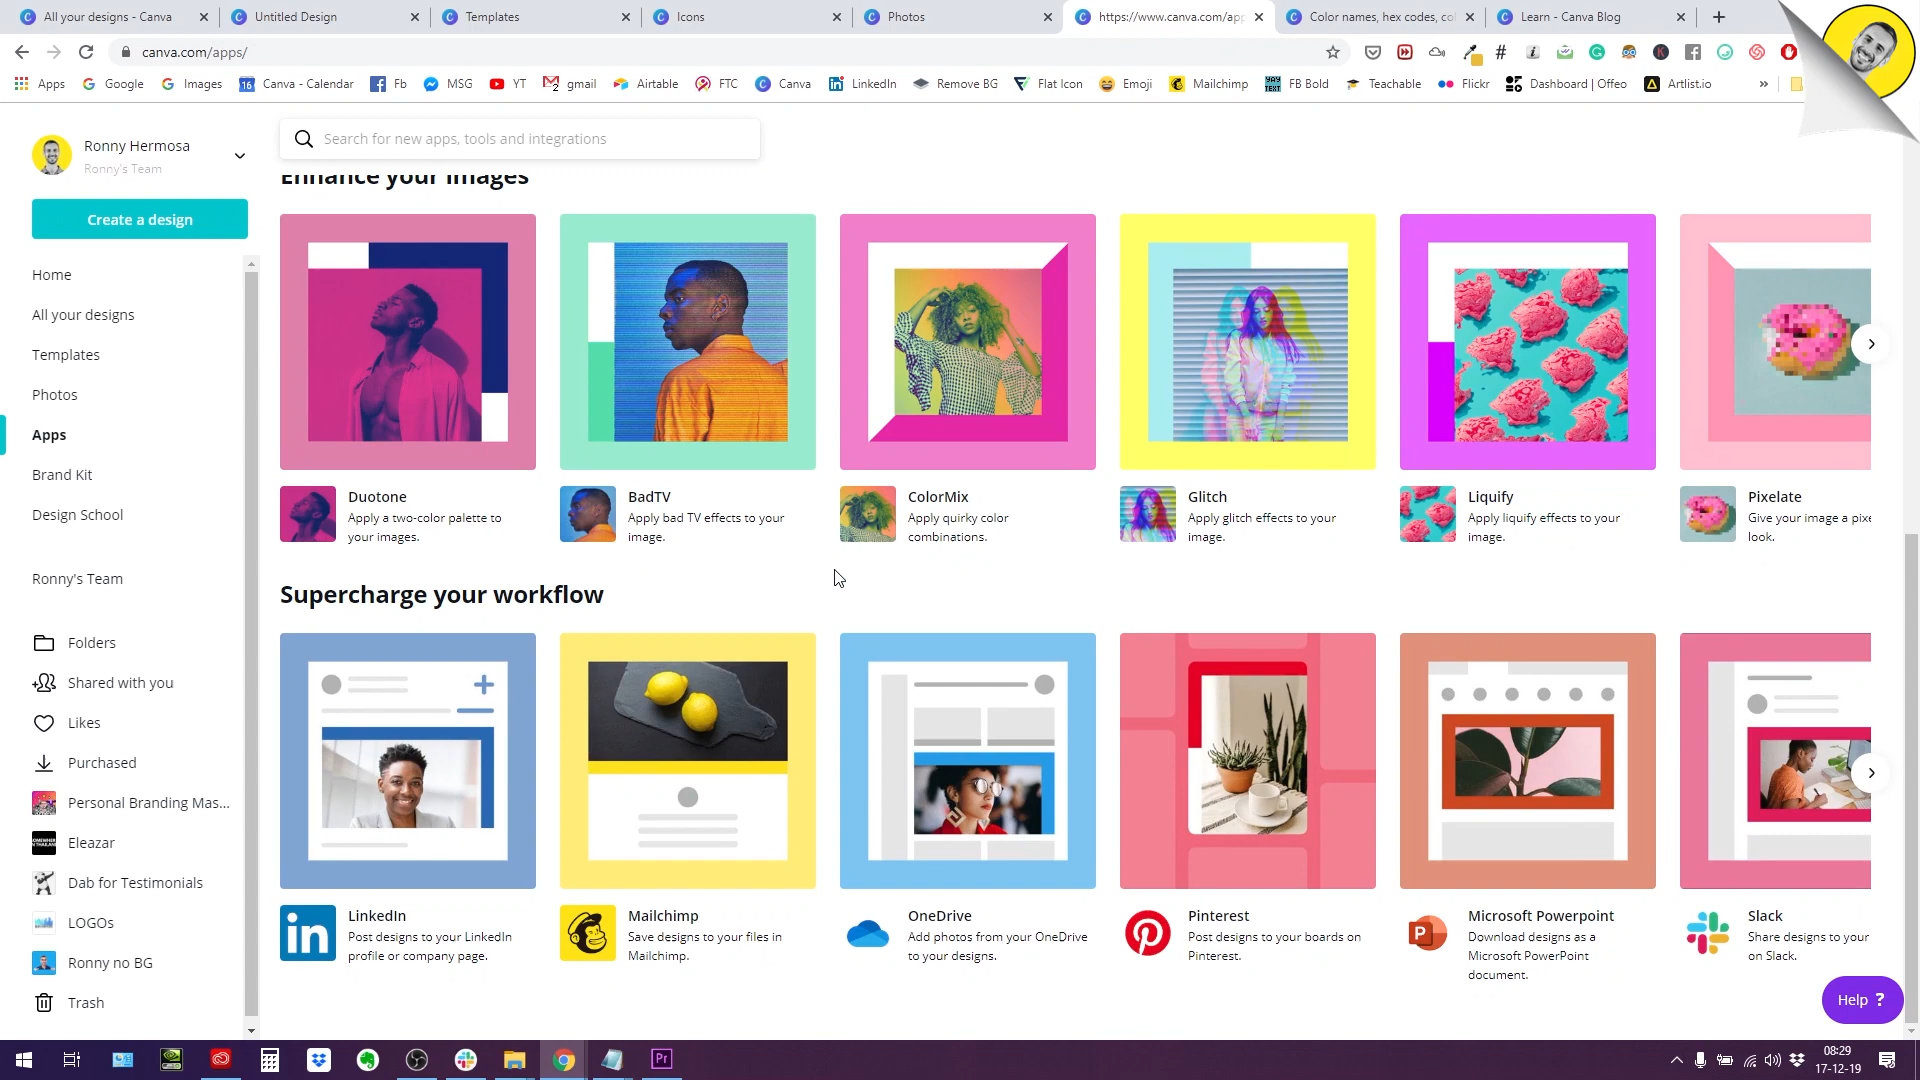 All your designs - Canva
Untitled Design
Templates
Icons
Photos
https://www.canva.com/app
Color names, hex codes, co
Learn - Canva Blog
canva.com/apps/
Apps
Google
Images
Canva - Calendar
Fb
MSG
YT
gmail
Airtable
FTC
Canva
LinkedIn
Remove BG
Flat Icon
Emoji
Mailchimp
FB Bold
Teachable
Flickr
Dashboard | Offeo
Artlist.io
Ronny Hermosa
Ronny's Team
Search for new apps, tools and integrations
Create a design
Home
All your designs
Templates
Photos
Apps
Brand Kit
Design School
Ronny's Team
Folders
Shared with you
Likes
Purchased
Personal Branding Mas...
Eleazar
Dab for Testimonials
LOGOs
Ronny no BG
Trash
Enhance your images
Duotone
Apply a two-color palette to
your images.
BadTV
Apply bad TV effects to your
image.
ColorMix
Apply quirky color
combinations.
Glitch
Apply glitch effects to your
image.
Liquify
Apply liquify effects to your
image.
Pixelate
Give your image a pixe
look.
Supercharge your workflow
LinkedIn
Post designs to your LinkedIn
profile or company page.
Mailchimp
Save designs to your files in
Mailchimp.
OneDrive
Add photos from your OneDrive
to your designs.
Pinterest
Post designs to your boards on
Pinterest.
Microsoft Powerpoint
Download designs as a
Microsoft PowerPoint
document.
Slack
Share designs to your
on Slack.
Help ?
08:29
17-12-19